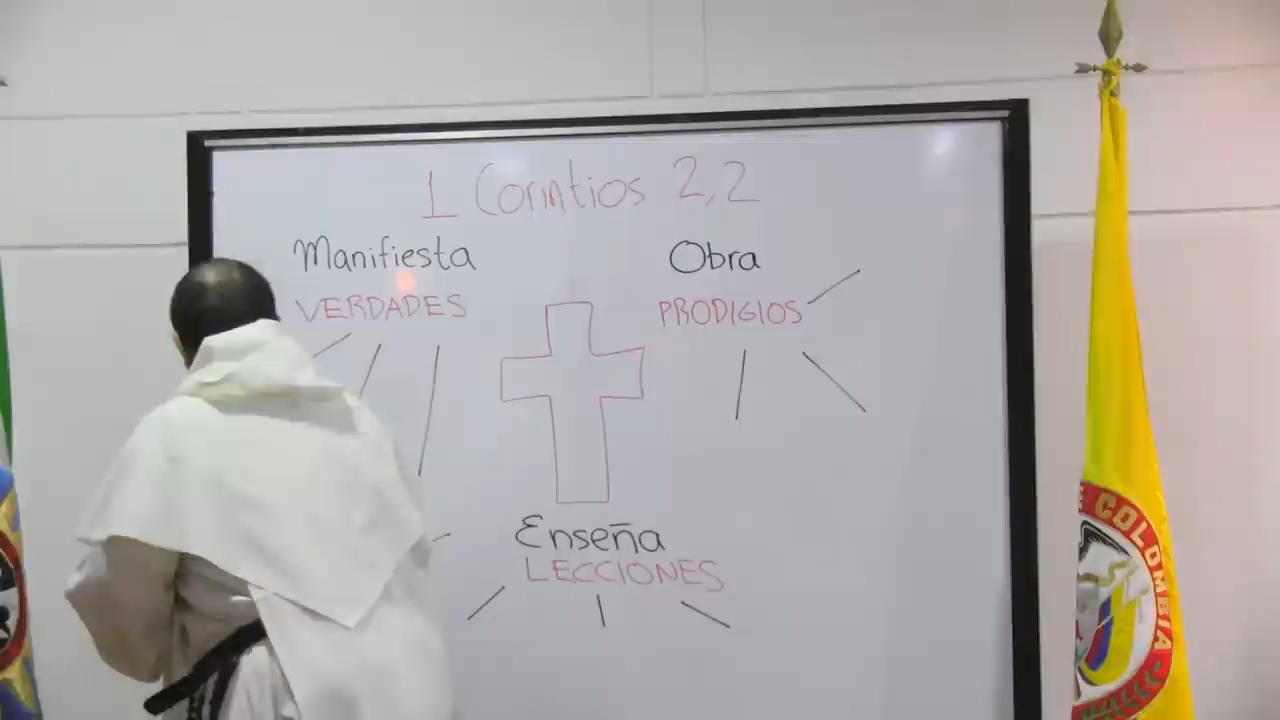 1 Corintios 2,2
Manifiesta
VERDADES
Obra
PRODIGIOS
Enseña
LECCIONES
DE COLOMBIA